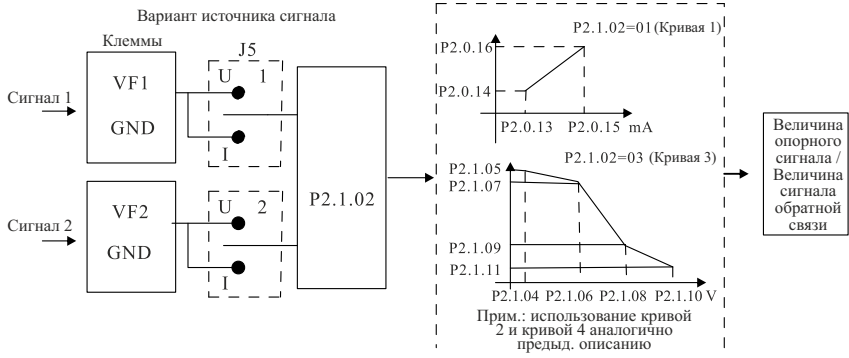 Вариант источника сигнала
Клеммы
J5
Сигнал 1
VF1
GND
U 1
I
Сигнал 2
VF2
GND
U 2
I
P2.1.02
P2.1.02=01 (Кривая 1)
P2.0.16
P2.0.14
P2.0.13 P2.0.15 mA
P2.1.02=03 (Кривая 3)
P2.1.05
P2.1.07
P2.1.09
P2.1.11
P2.1.04 P2.1.06 P2.1.08 P2.1.10 V
Прим.: использование кривой
2 и кривой 4 аналогично
предыд. описанию
Величина
опорного
сигнала /
Величина
сигнала
обратной
связи